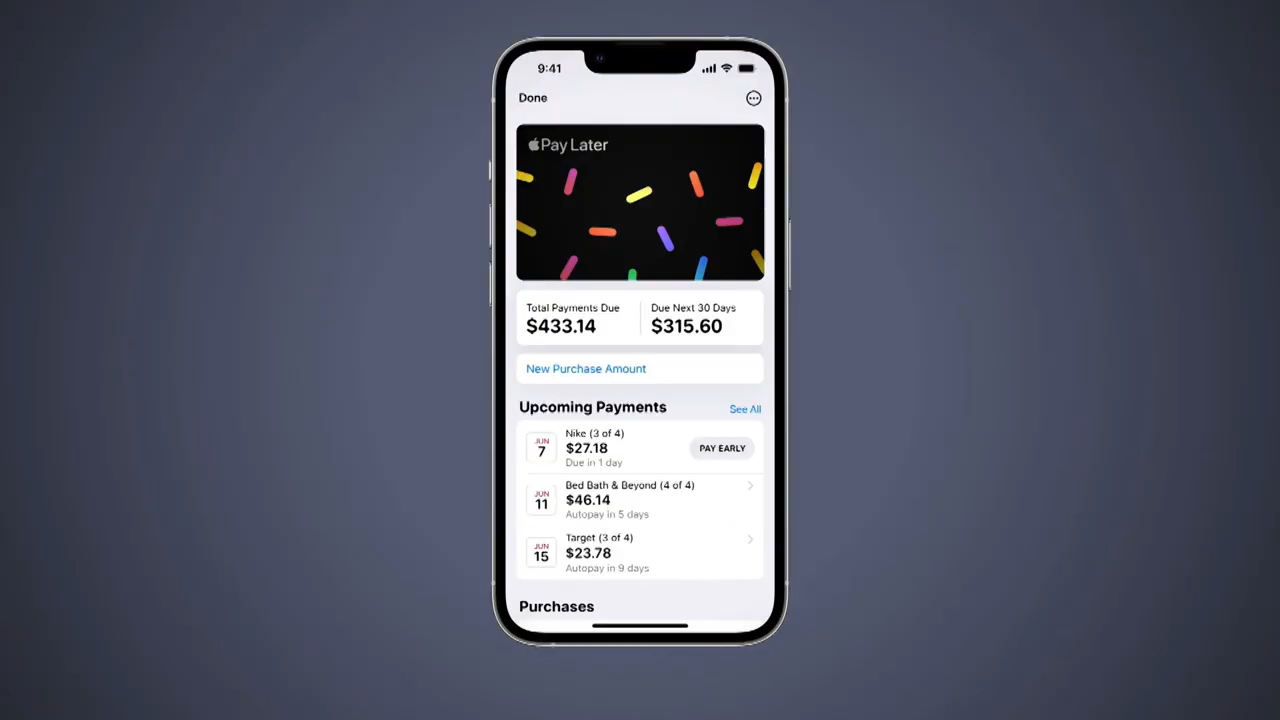 9:41
Done
Pay Later
Total Payments Due
$433.14
Due Next 30 Days
$315.60
New Purchase Amount
Upcoming Payments
See All
JUN
7
Nike (3 of 4)
$27.18
Due in 1 day
PAY EARLY
JUN
11
Bed Bath & Beyond (4 of 4)
$46.14
Autopay in 5 days
JUN
15
Target (3 of 4)
$23.78
Autopay in 9 days
Purchases